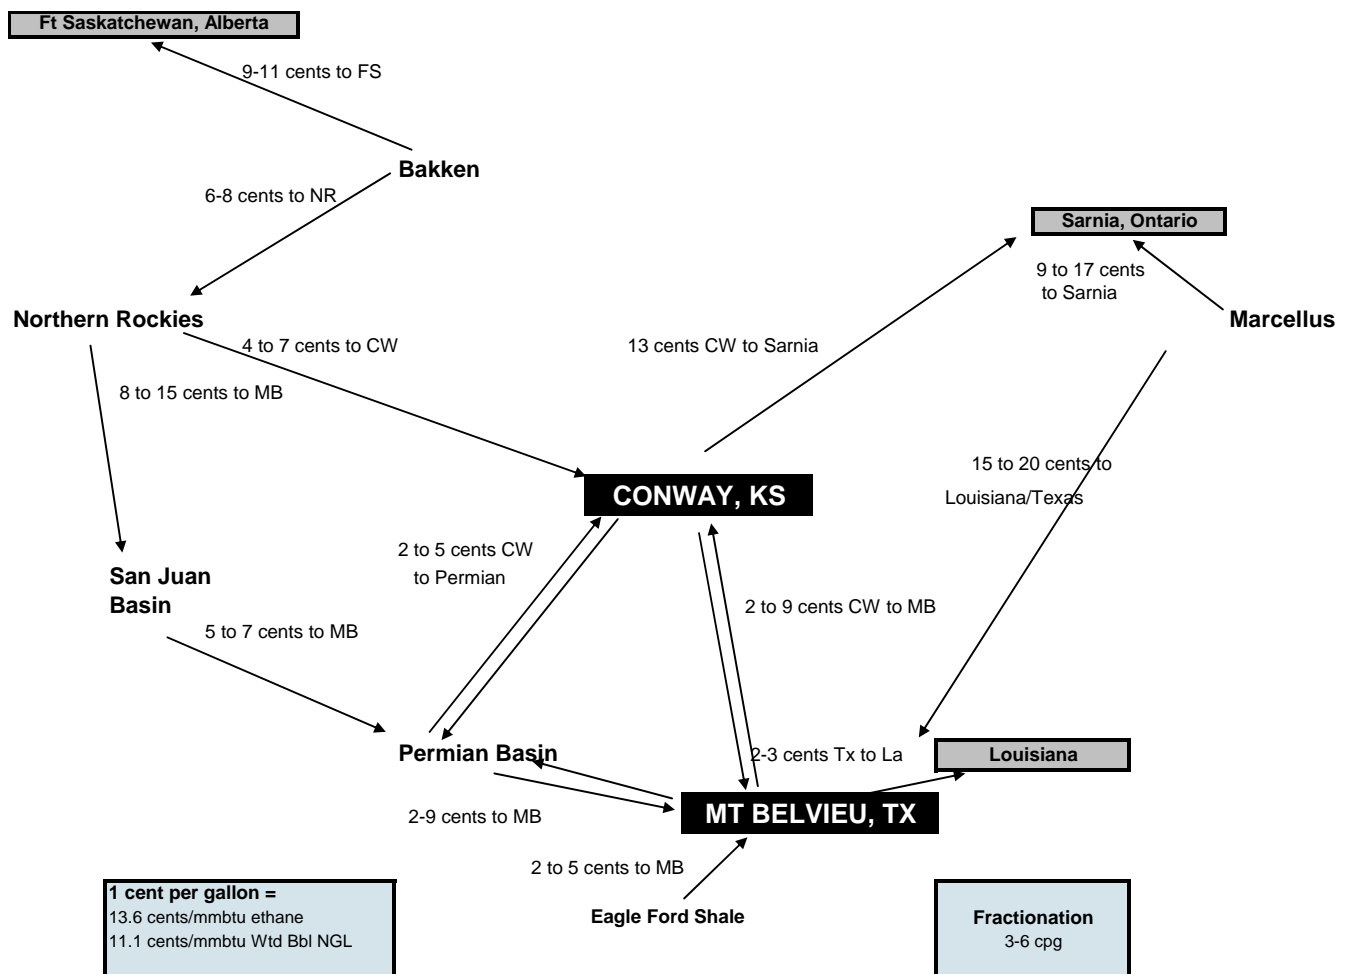 Ft Saskatchewan, Alberta
9-11 cents to FS
Bakken
6-8 cents to NR
Sarnia, Ontario
9 to 17 cents
to Sarnia
Northern Rockies
Marcellus
4 to 7 cents to CW
13 cents CW to Sarnia
8 to 15 cents to MB
15 to 20 cents to
Louisiana/Texas
CONWAY, KS
2 to 5 cents CW
to Permian
San Juan
Basin
2 to 9 cents CW to MB
5 to 7 cents to MB
Permian Basin
2-3 cents Tx to La
Louisiana
2-9 cents to MB
MT BELVIEU, TX
2 to 5 cents to MB
Eagle Ford Shale
1 cent per gallon =
13.6 cents/mmbtu ethane
11.1 cents/mmbtu Wtd Bbl NGL
Fractionation
3-6 cpg